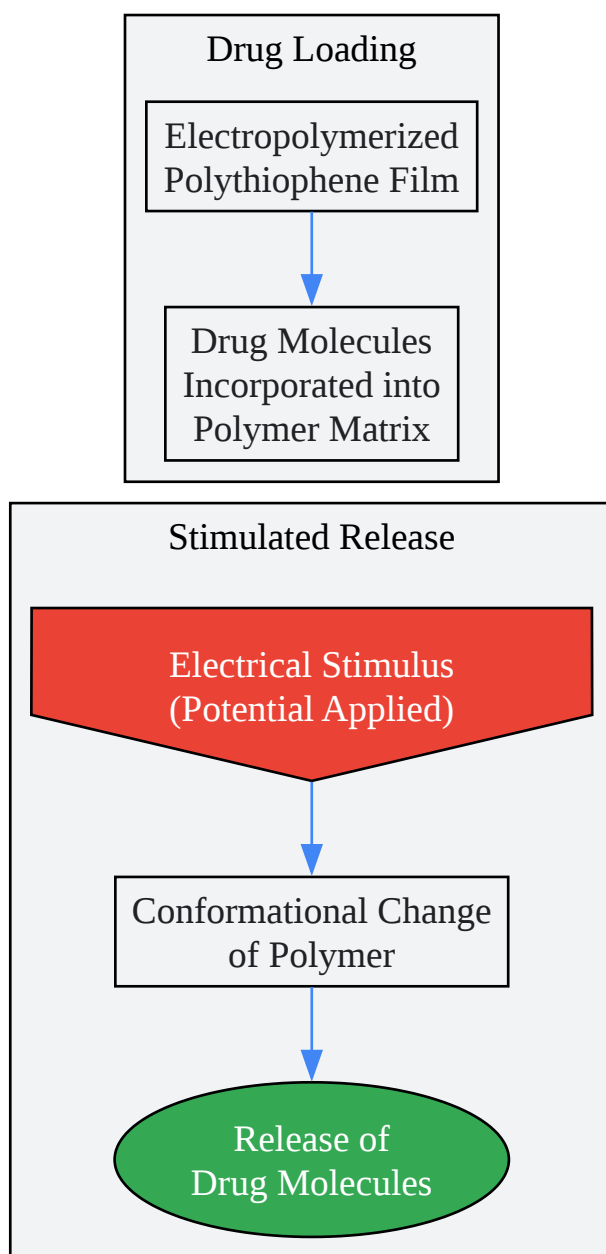 Drug Loading
Electropolymerized
Polythiophene Film
Drug Molecules
Incorporated into
Polymer Matrix
Stimulated Release
Electrical Stimulus
(Potential Applied)
Conformational Change
of Polymer
Release of
Drug Molecules